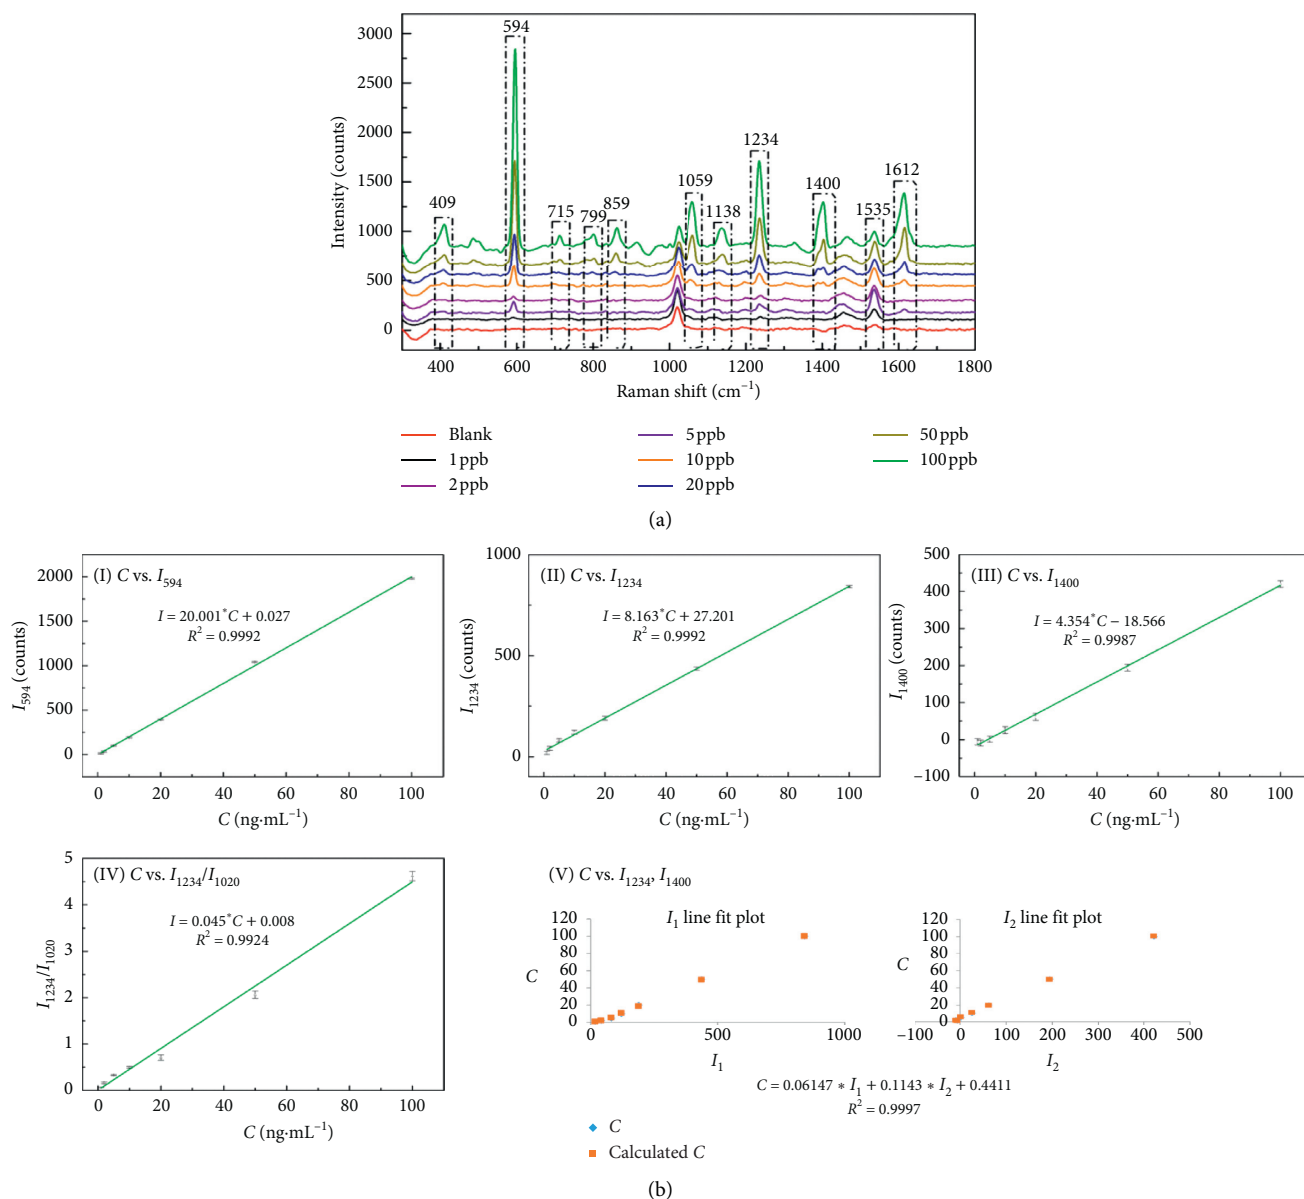 3000
2500
2000
1500
1000
500
0
Intensity (counts)
594
409
715
799
859
1059
1138
1234
1400
1535
1612
400 600 800 1000 1200 1400 1600 1800
Raman shift (cm⁻¹)
Blank
1 ppb
2 ppb
5 ppb
10 ppb
20 ppb
50 ppb
100 ppb
(a)
(I) C vs. I₅₉₄
I = 20.001*C + 0.027
R² = 0.9992
2000
1500
1000
500
0
I₅₉₄ (counts)
0 20 40 60 80 100
C (ng·mL⁻¹)
(II) C vs. I₁₂₃₄
I = 8.163*C + 27.201
R² = 0.9992
1000
500
0
I₁₂₃₄ (counts)
0 20 40 60 80 100
C (ng·mL⁻¹)
(III) C vs. I₁₄₀₀
I = 4.354*C − 18.566
R² = 0.9987
500
400
300
200
100
0
−100
I₁₄₀₀ (counts)
0 20 40 60 80 100
C (ng·mL⁻¹)
(IV) C vs. I₁₂₃₄/I₁₀₂₀
I = 0.045*C + 0.008
R² = 0.9924
5
4
3
2
1
0
I₁₂₃₄/I₁₀₂₀
0 20 40 60 80 100
C (ng·mL⁻¹)
(V) C vs. I₁₂₃₄, I₁₄₀₀
I₁ line fit plot
120
100
80
60
40
20
0
C
0 500 1000
I₁
I₂ line fit plot
120
100
80
60
40
20
0
C
−100 0 100 200 300 400 500
I₂
C = 0.06147 * I₁ + 0.1143 * I₂ + 0.4411
R² = 0.9997
C
Calculated C
(b)